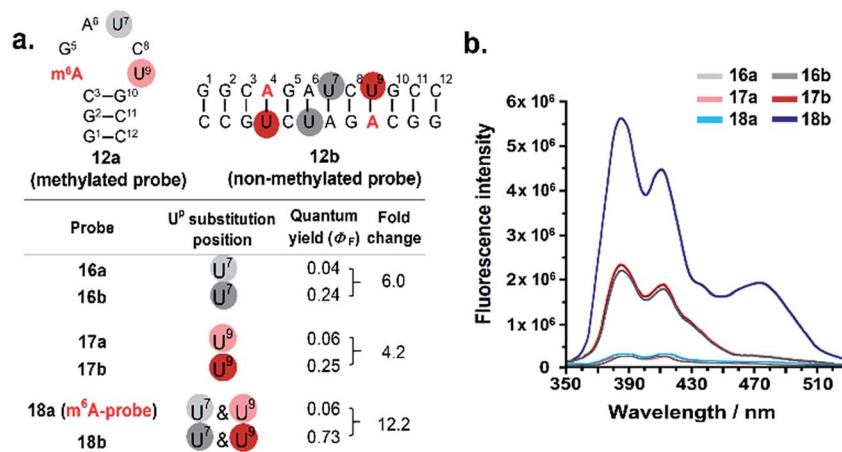 a.
A⁶ U⁷
G⁵ C⁸
m⁶A U⁹
C³ G¹⁰
G² C¹¹
G¹ C¹²
12a
(methylated probe)
1 2 3 4 5 6 7 8 9 10 11 12
G G C A G A U C U G C C
C C G U C U A G A C G G
12b
(non-methylated probe)
Probe Uᵖ substitution position Quantum yield (ΦF) Fold change
16a U⁷ 0.04
16b U⁷ 0.24
6.0
17a U⁹ 0.06
17b U⁹ 0.25
4.2
18a (m⁶A-probe) U⁷ & U⁹ 0.06
18b U⁷ & U⁹ 0.73
12.2
b.
16a 16b
17a 17b
18a 18b
Fluorescence intensity
6x 10⁶
5x 10⁶
4x 10⁶
3x 10⁶
2x 10⁶
1x 10⁶
0
350 390 430 470 510
Wavelength / nm